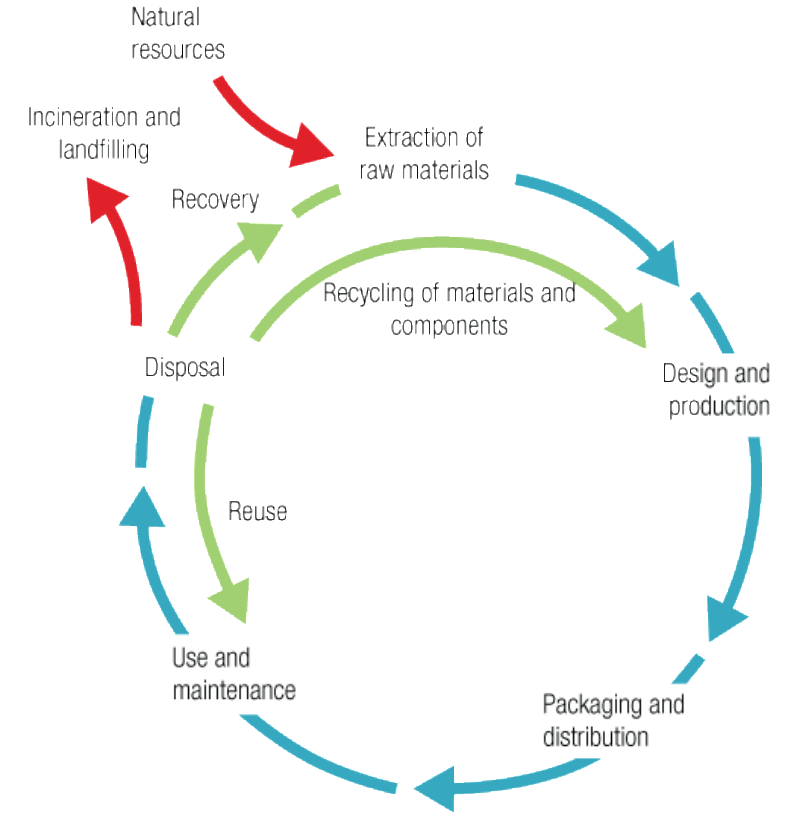 Natural
resources
Incineration and
landfilling
Extraction of
raw materials
Recovery
Recycling of materials and
components
Disposal
Design and
production
Reuse
Use and
maintenance
Packaging and
distribution